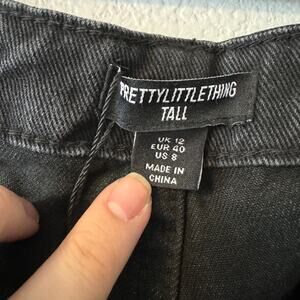 PRETTYLITTLETHING
TALL
UK 12
EUR 40
US 8
MADE IN
CHINA